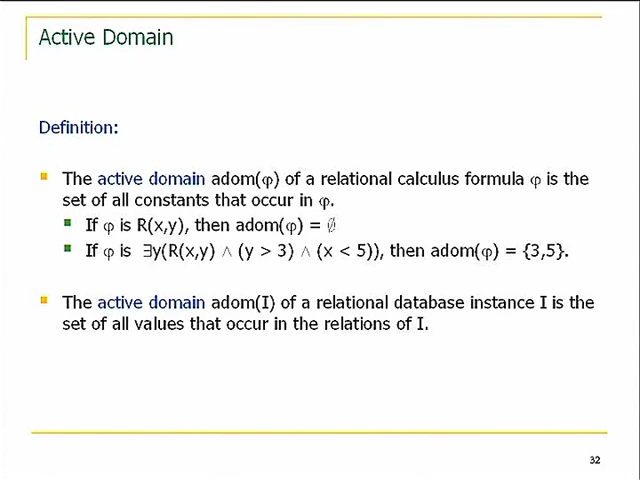 Active Domain
Definition:
The active domain adom(φ) of a relational calculus formula φ is the
set of all constants that occur in φ.
If φ is R(x,y), then adom(φ) = ∅
If φ is ∃y(R(x,y) ∧ (y > 3) ∧ (x < 5)), then adom(φ) = {3,5}.
The active domain adom(I) of a relational database instance I is the
set of all values that occur in the relations of I.
32